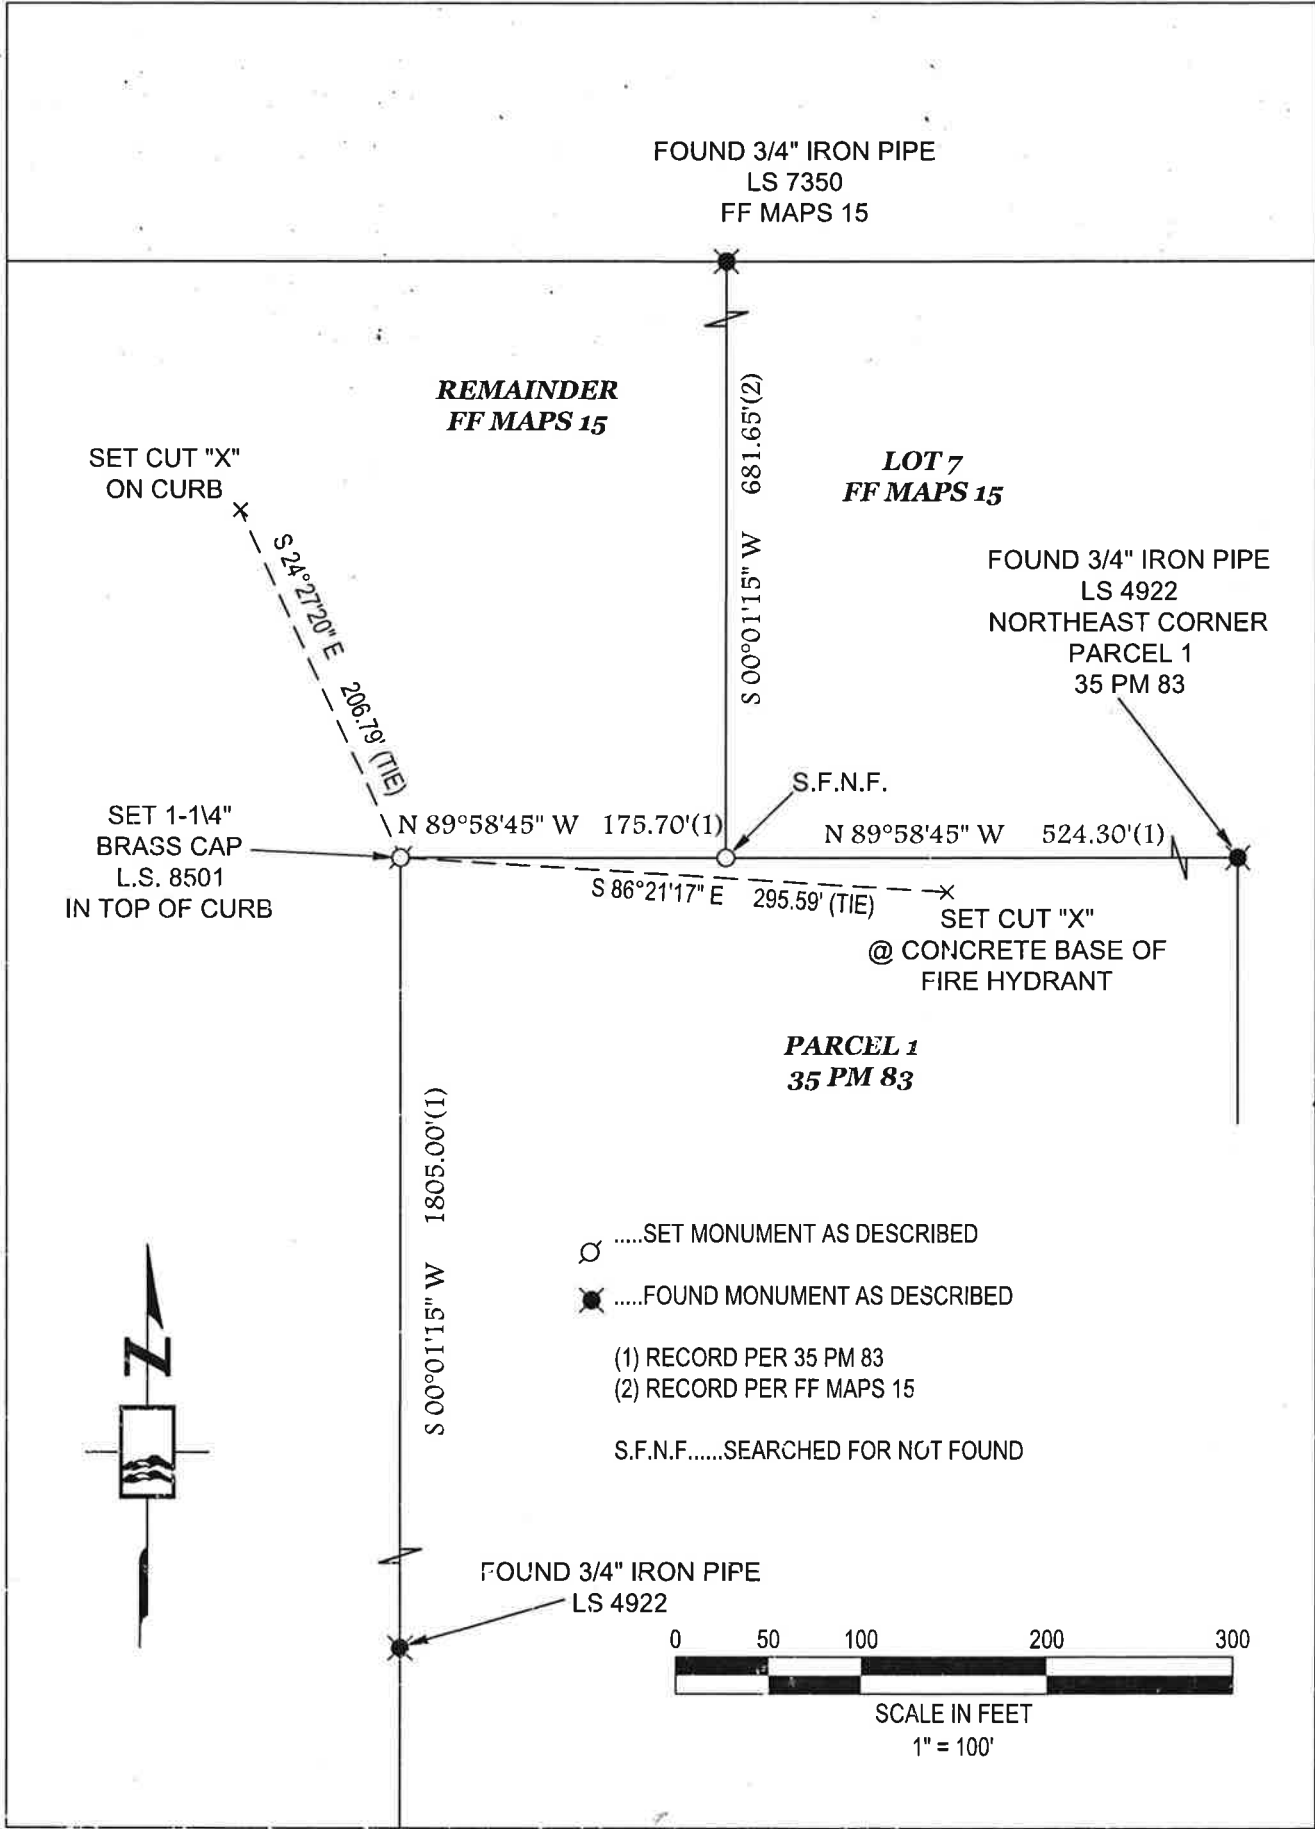 FOUND 3/4" IRON PIPE
LS 7350
FF MAPS 15
REMAINDER
FF MAPS 15
S 00°01'15" W 681.65'(2)
LOT 7
FF MAPS 15
SET CUT "X"
ON CURB
S 24°27'20" E 206.79' (TIE)
FOUND 3/4" IRON PIPE
LS 4922
NORTHEAST CORNER
PARCEL 1
35 PM 83
S.F.N.F.
SET 1-1\4"
BRASS CAP
L.S. 8501
IN TOP OF CURB
N 89°58'45" W 175.70'(1)
N 89°58'45" W 524.30'(1)
S 86°21'17" E 295.59' (TIE)
SET CUT "X"
@ CONCRETE BASE OF
FIRE HYDRANT
PARCEL 1
35 PM 83
S 00°01'15" W 1805.00'(1)
.....SET MONUMENT AS DESCRIBED
.....FOUND MONUMENT AS DESCRIBED
(1) RECORD PER 35 PM 83
(2) RECORD PER FF MAPS 15
S.F.N.F......SEARCHED FOR NOT FOUND
N
FOUND 3/4" IRON PIPE
LS 4922
0 50 100 200 300
SCALE IN FEET
1" = 100'